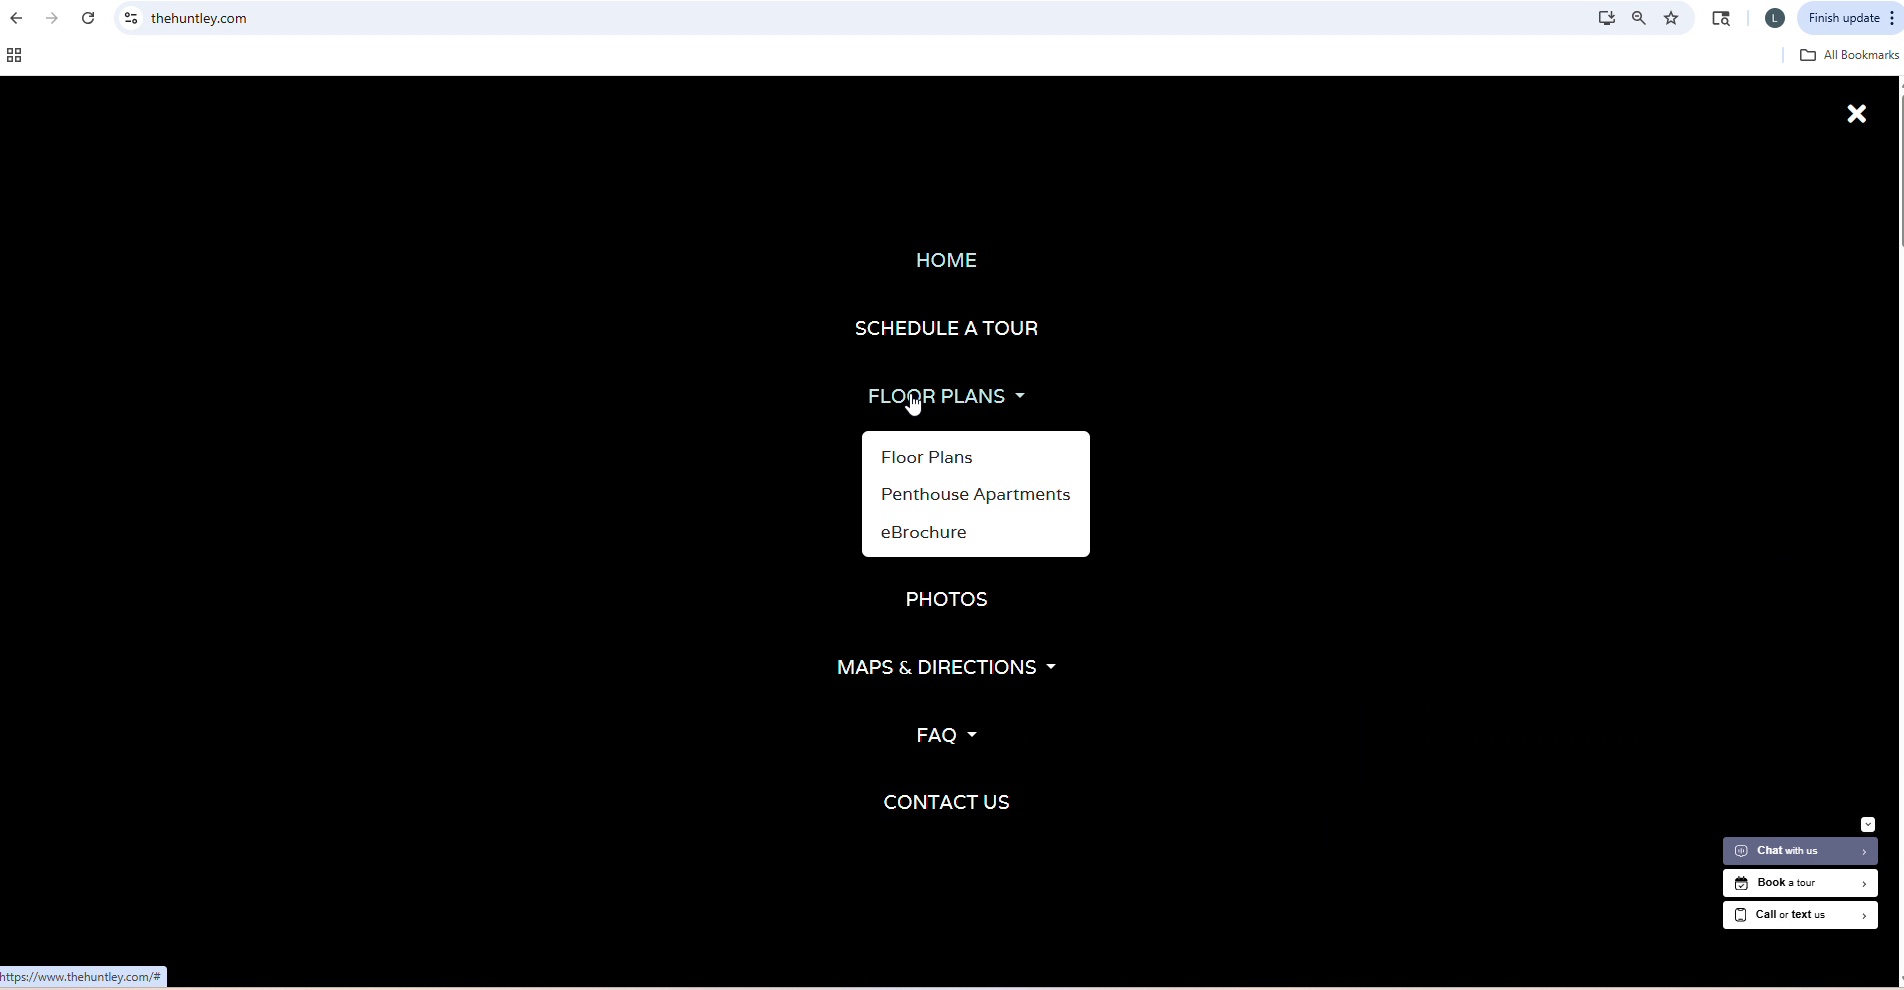 thehuntley.com
L
Finish update
All Bookmarks
HOME
SCHEDULE A TOUR
FLOOR PLANS
Floor Plans
Penthouse Apartments
eBrochure
PHOTOS
MAPS & DIRECTIONS
FAQ
CONTACT US
Chat with us
Book a tour
Call or text us
https://www.thehuntley.com/#